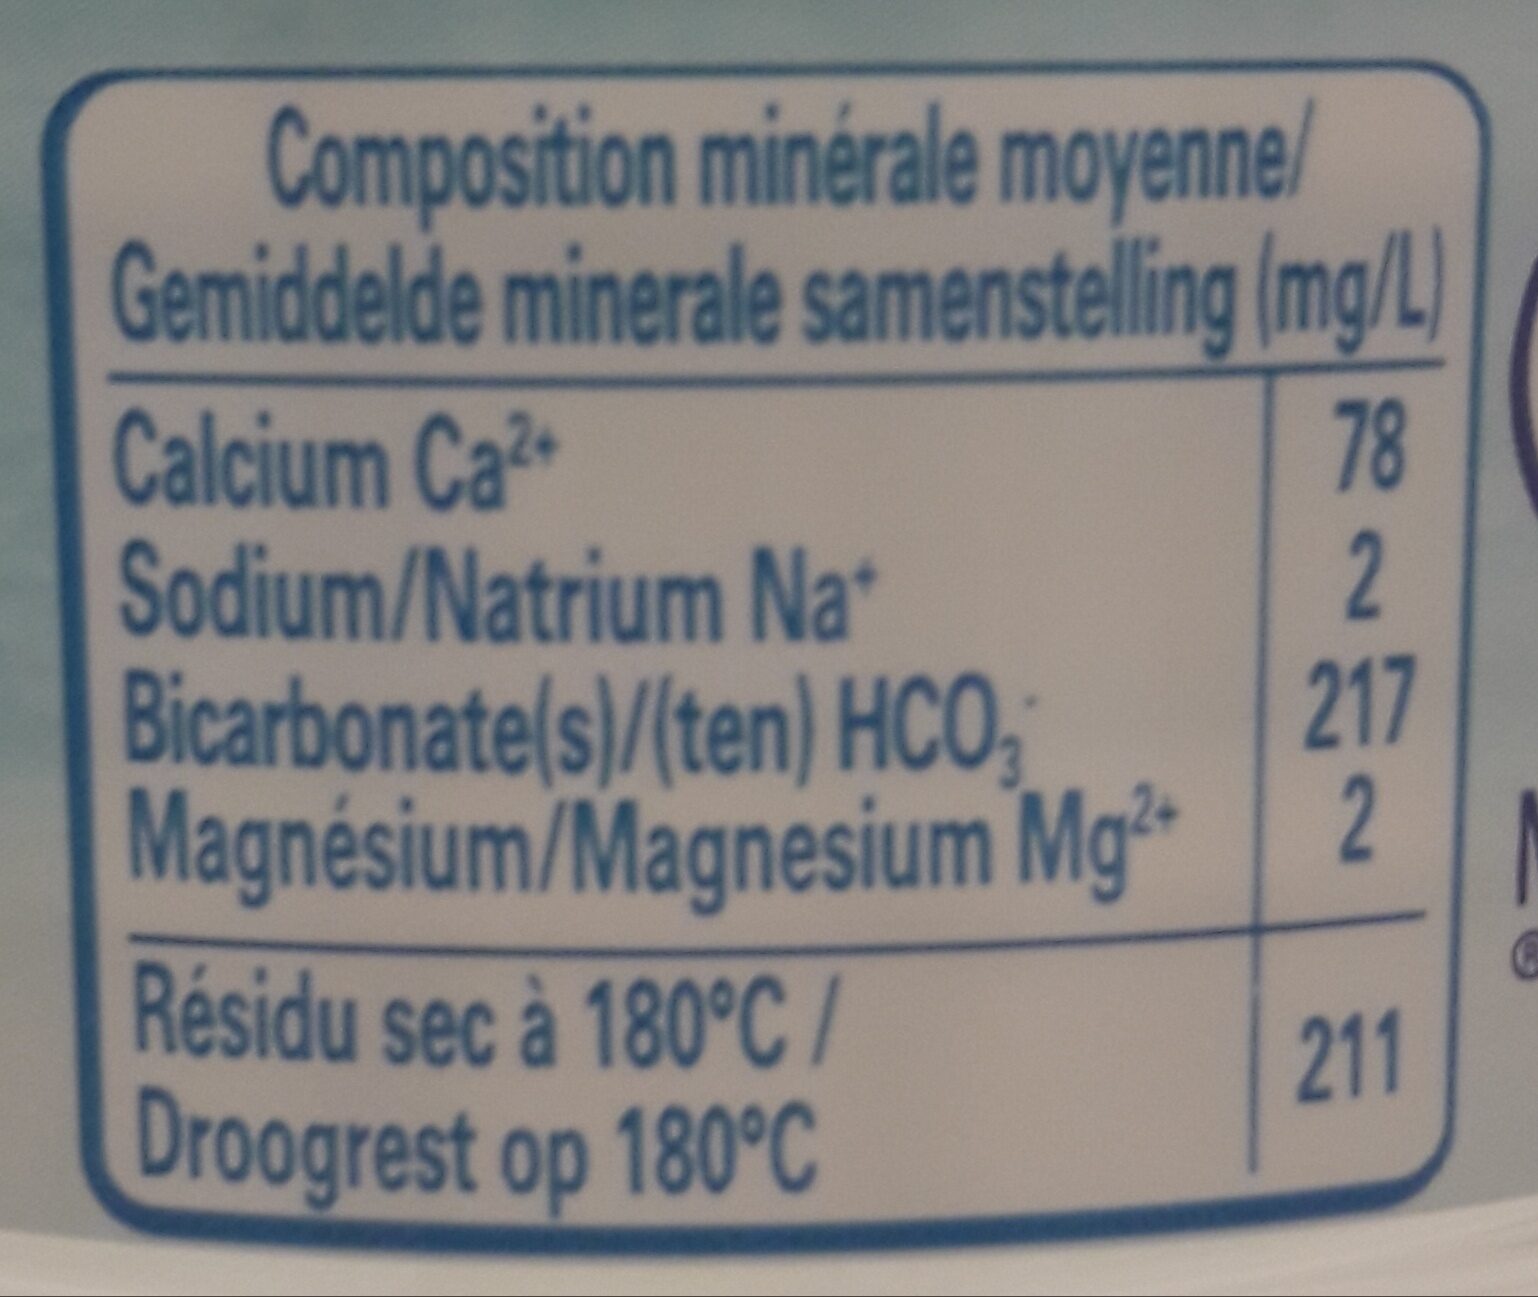 Composition minérale moyenne/
Gemiddelde minerale samenstelling (mg/L)
Calcium Ca²⁺ 78
Sodium/Natrium Na⁺ 2
Bicarbonate(s)/(ten) HCO₃⁻ 217
Magnésium/Magnesium Mg²⁺ 2
Résidu sec à 180°C /
Droogrest op 180°C 211
®